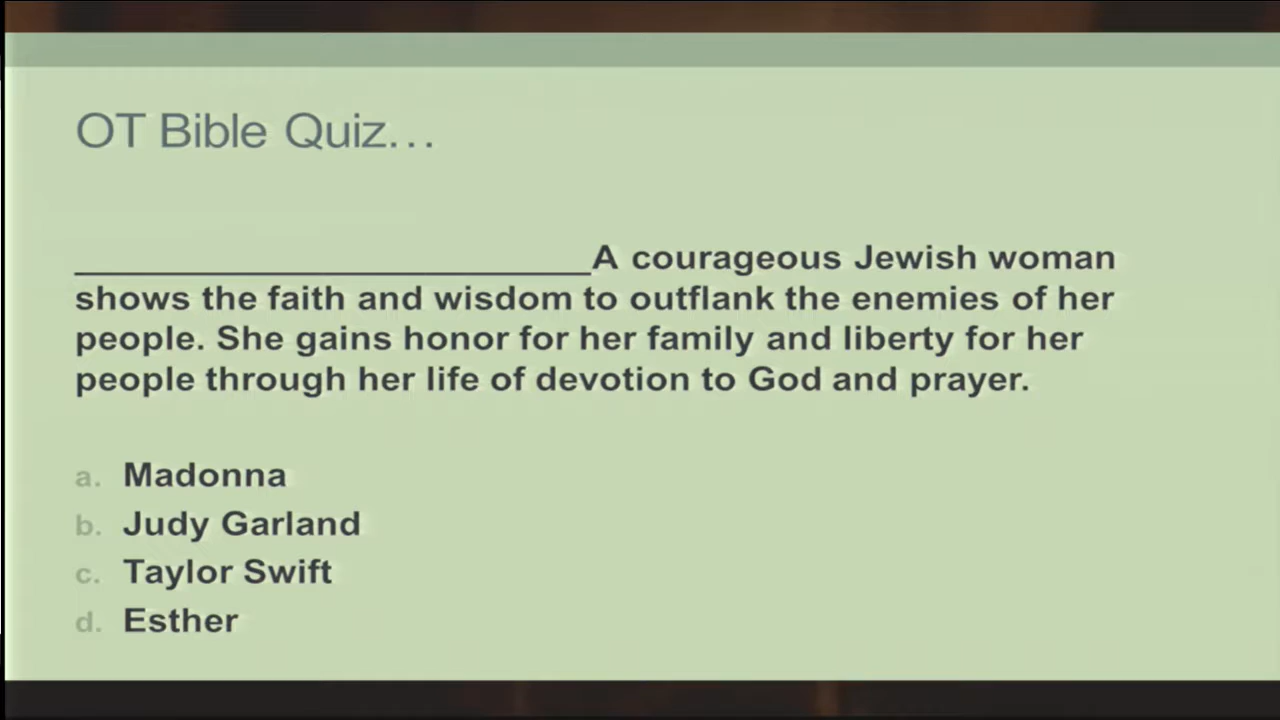 OT Bible Quiz…
____________________________A courageous Jewish woman
shows the faith and wisdom to outflank the enemies of her
people. She gains honor for her family and liberty for her
people through her life of devotion to God and prayer.
a. Madonna
b. Judy Garland
c. Taylor Swift
d. Esther